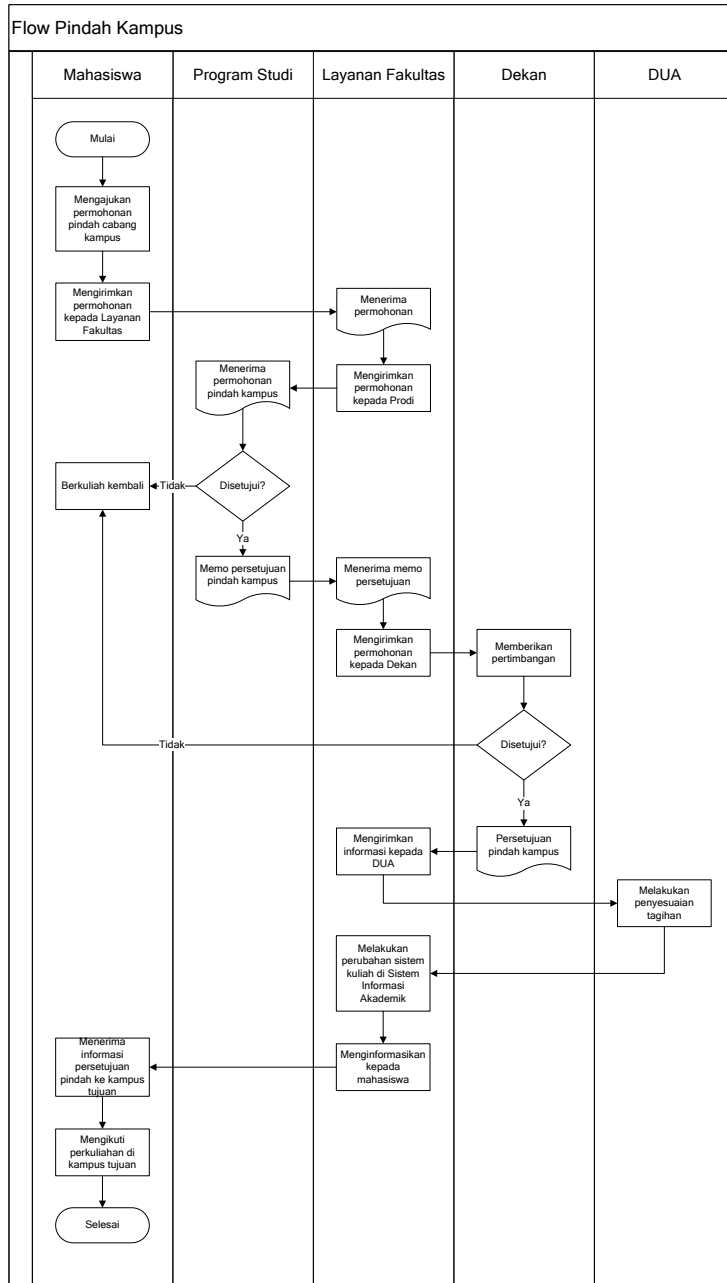 Flow Pindah Kampus
Mahasiswa
Program Studi
Layanan Fakultas
Dekan
DUA
Mulai
Mengajukan
permohonan
pindah cabang
kampus
Mengirimkan
permohonan
kepada Layanan
Fakultas
Menerima
permohonan
Mengirimkan
permohonan
kepada Prodi
Menerima
permohonan
pindah kampus
Disetujui?
Tidak
Berkuliah kembali
Ya
Memo persetujuan
pindah kampus
Menerima memo
persetujuan
Mengirimkan
permohonan
kepada Dekan
Memberikan
pertimbangan
Disetujui?
Tidak
Ya
Persetujuan
pindah kampus
Mengirimkan
informasi kepada
DUA
Melakukan
penyesuaian
tagihan
Melakukan
perubahan sistem
kuliah di Sistem
Informasi
Akademik
Menginformasikan
kepada
mahasiswa
Menerima
informasi
persetujuan
pindah ke kampus
tujuan
Mengikuti
perkuliahan di
kampus tujuan
Selesai